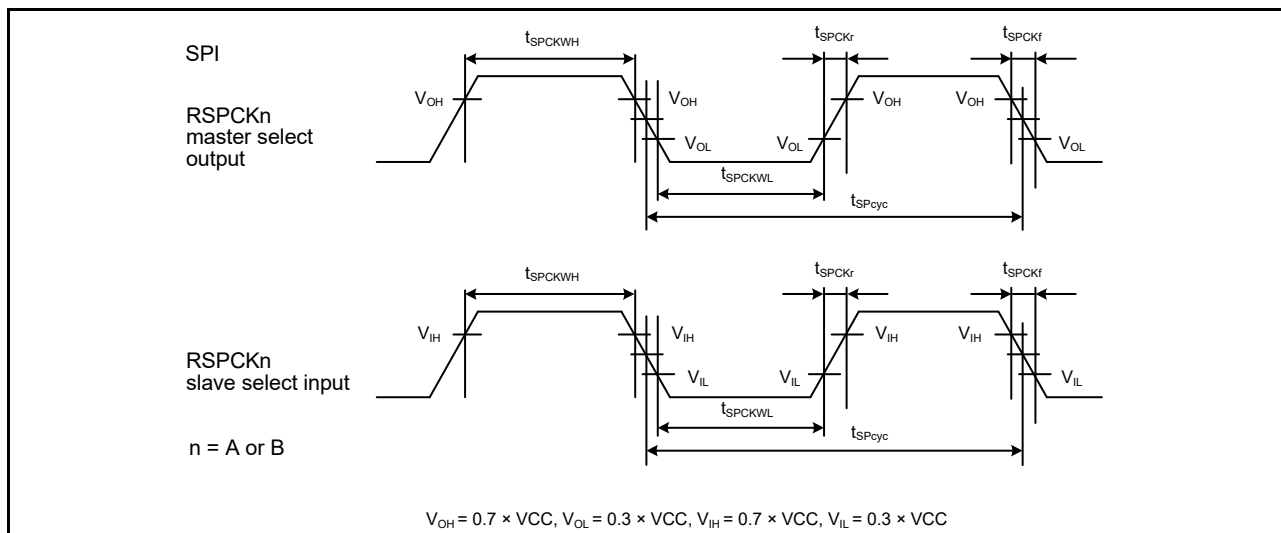 SPI
RSPCKn
master select
output
tSPCKWH
tSPCKr
tSPCKf
VOH
VOH
VOH
VOH
VOL
VOL
VOL
tSPCKWL
tSPcyc
RSPCKn
slave select input
tSPCKWH
tSPCKr
tSPCKf
VIH
VIH
VIH
VIH
VIL
VIL
VIL
tSPCKWL
tSPcyc
n = A or B
VOH = 0.7 × VCC, VOL = 0.3 × VCC, VIH = 0.7 × VCC, VIL = 0.3 × VCC